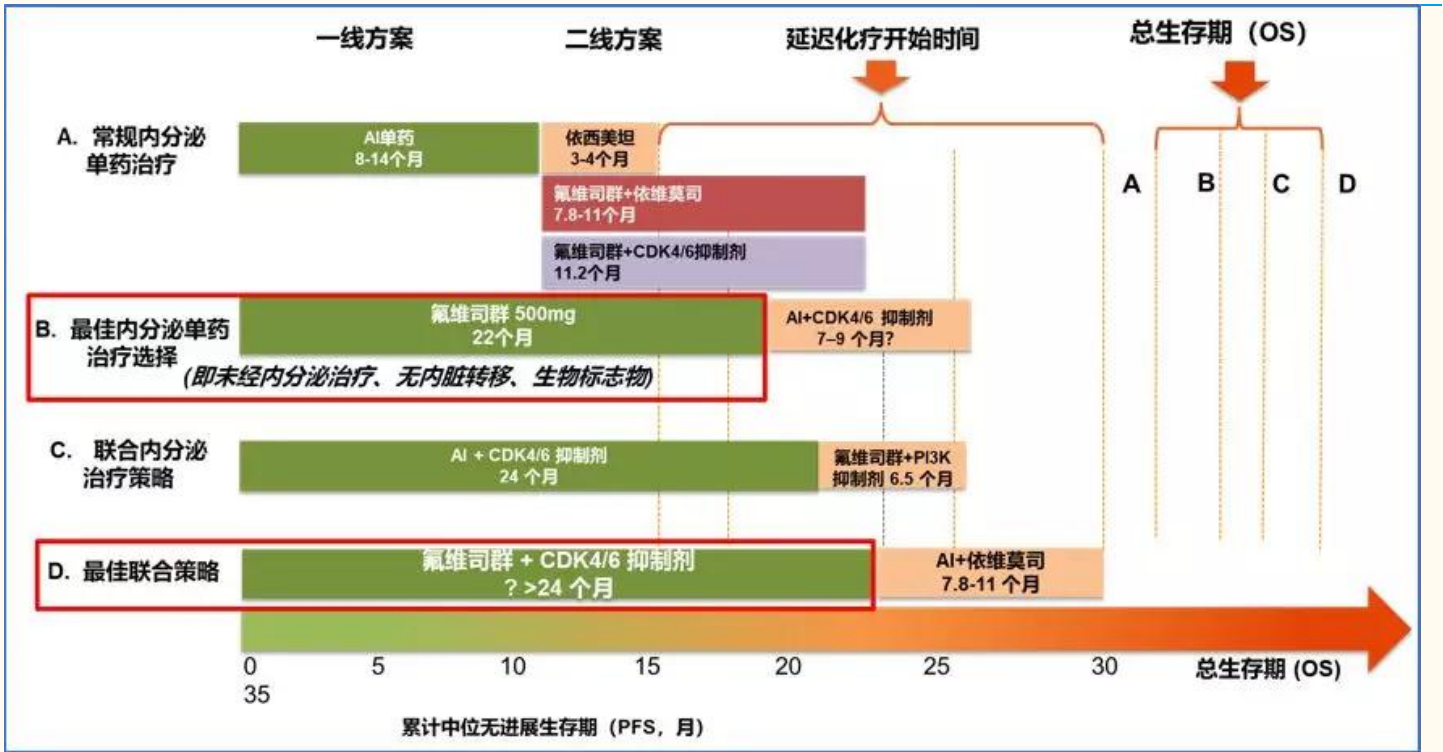 一线方案
二线方案
延迟化疗开始时间
总生存期（OS）
A. 常规内分泌
单药治疗
AI单药
8-14个月
依西美坦
3-4个月
氟维司群+依维莫司
7.8-11个月
氟维司群+CDK4/6抑制剂
11.2个月
A
B
C
D
B. 最佳内分泌单药
治疗选择
氟维司群 500mg
22个月
AI+CDK4/6 抑制剂
7–9 个月?
(即未经内分泌治疗、无内脏转移、生物标志物)
C. 联合内分泌
治疗策略
AI + CDK4/6 抑制剂
24 个月
氟维司群+PI3K
抑制剂 6.5 个月
D. 最佳联合策略
氟维司群 + CDK4/6 抑制剂
? >24 个月
AI+依维莫司
7.8-11 个月
0 5 10 15 20 25 30 总生存期 (OS)
35
累计中位无进展生存期（PFS，月）